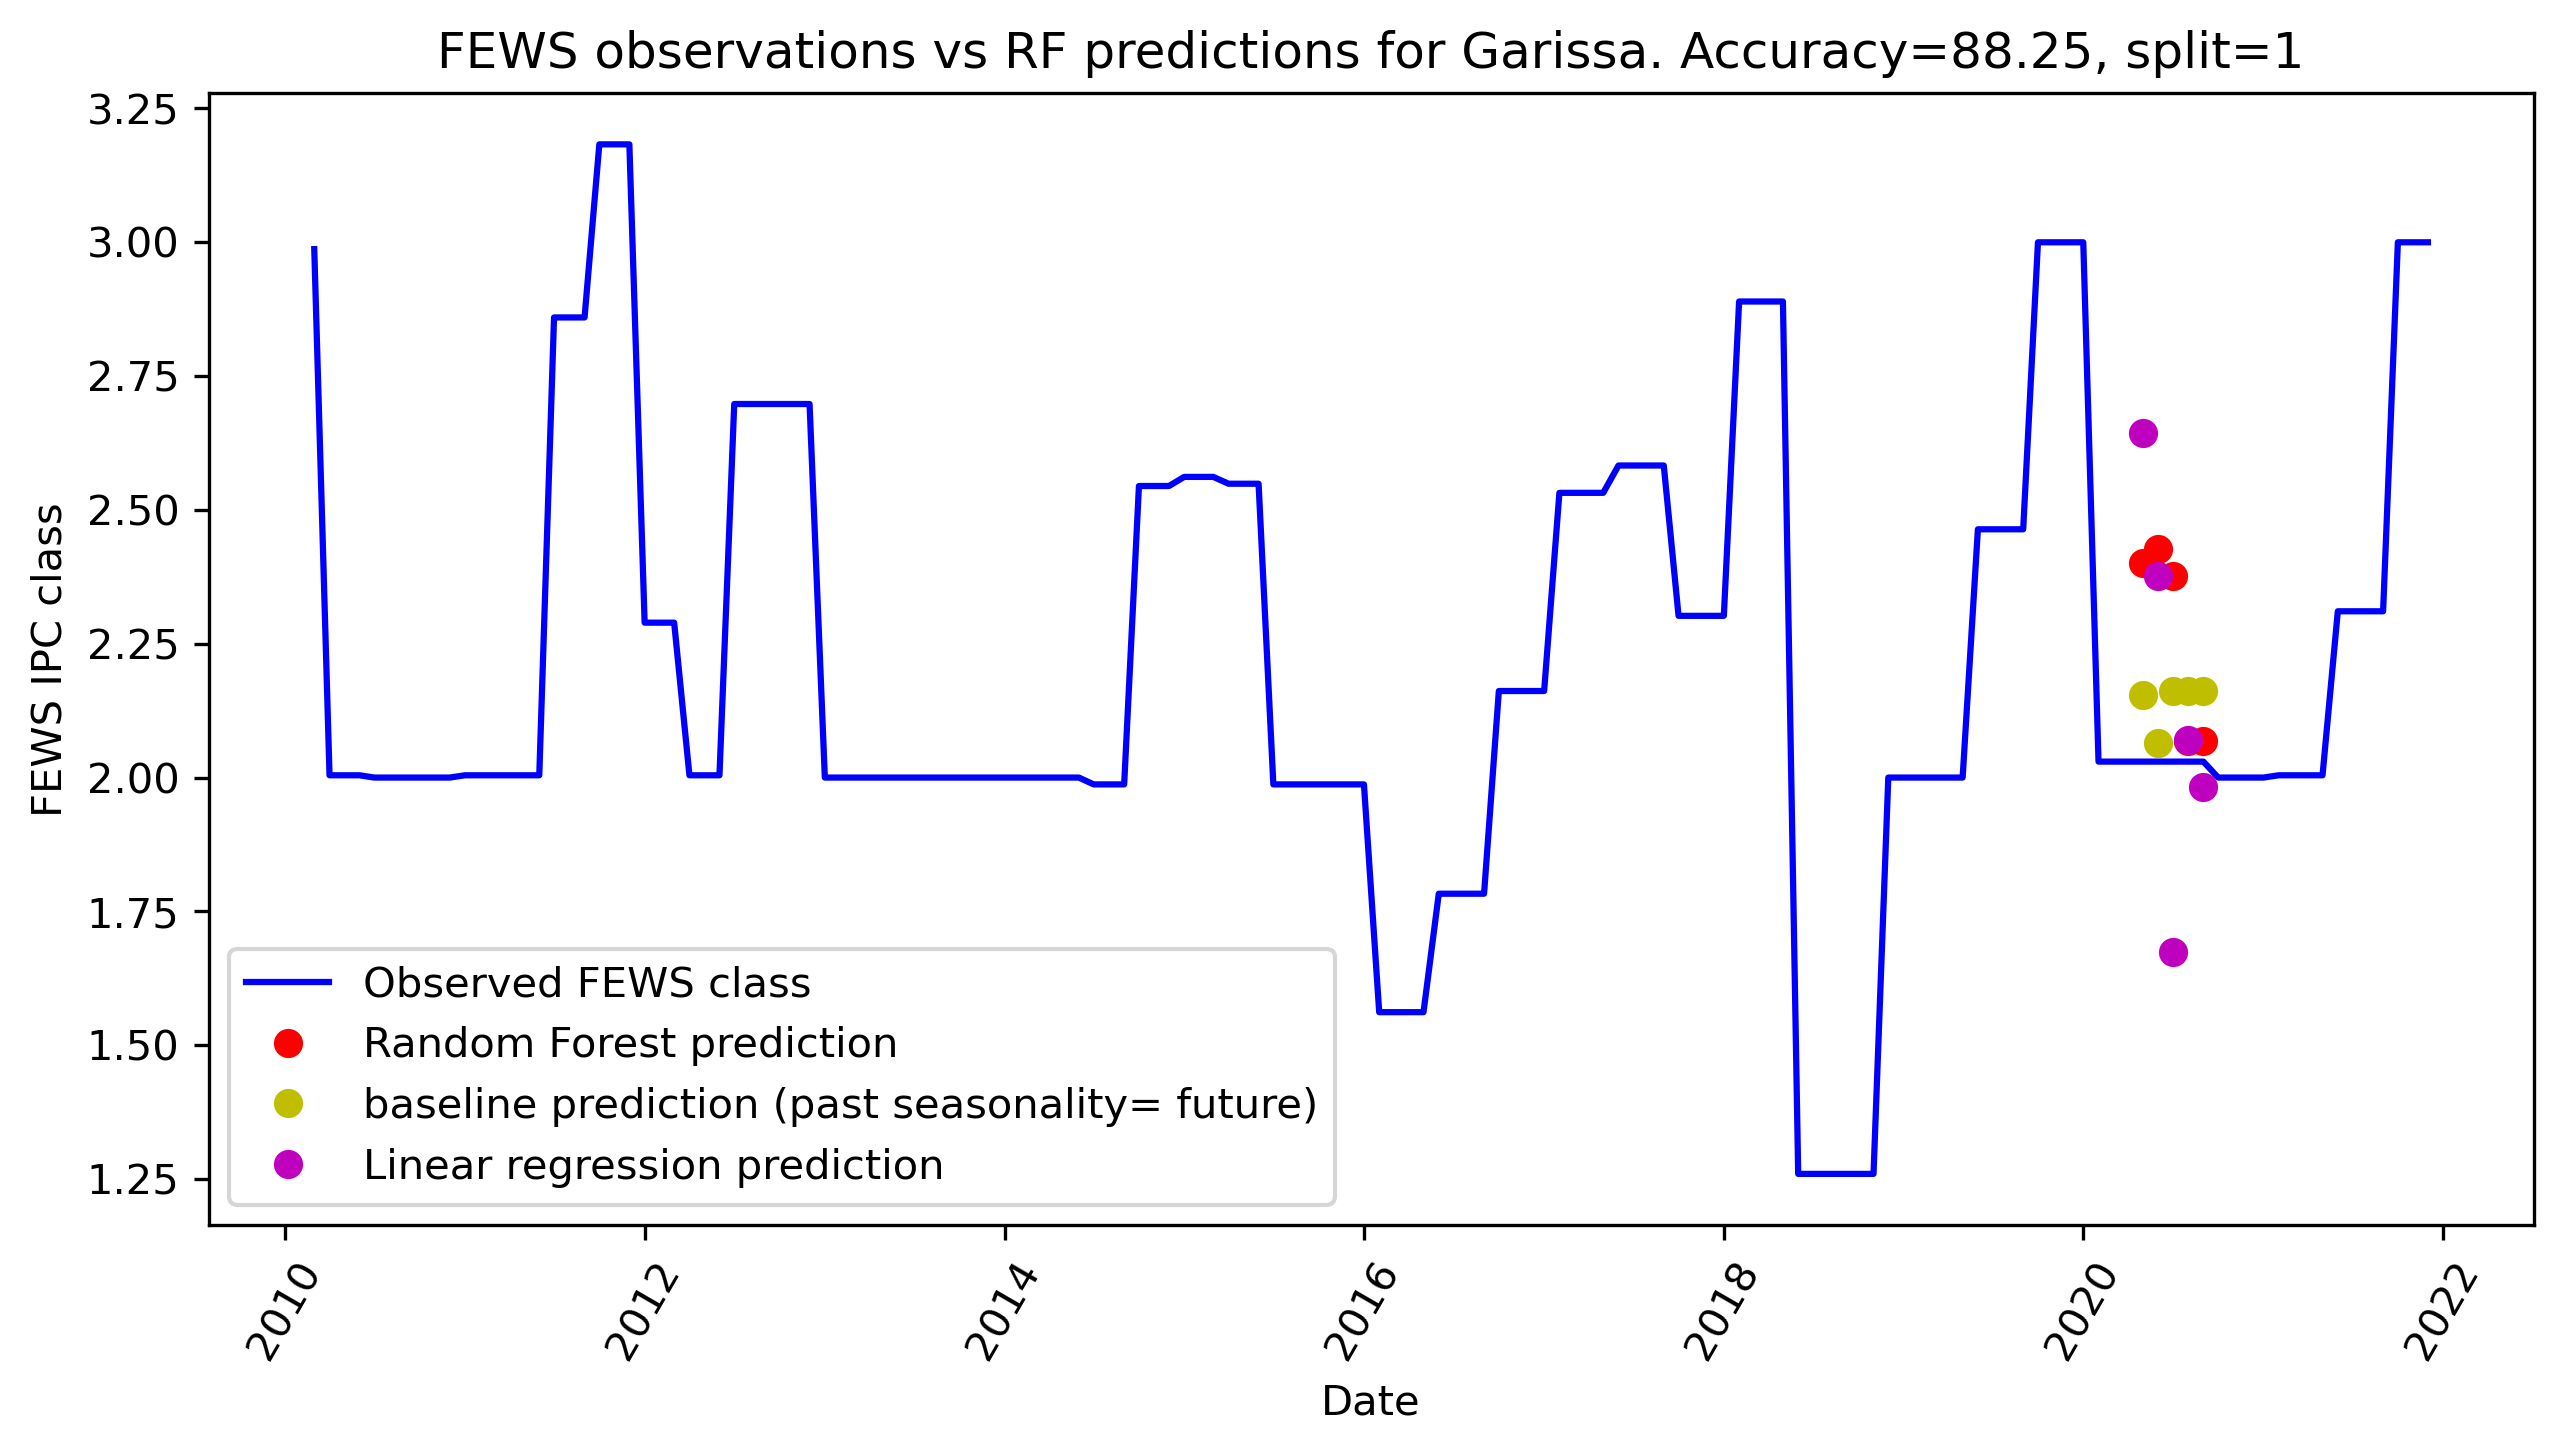 FEWS observations vs RF predictions for Garissa. Accuracy=88.25, split=1
FEWS IPC class
3.25
3.00
2.75
2.50
2.25
2.00
1.75
1.50
1.25
Observed FEWS class
Random Forest prediction
baseline prediction (past seasonality= future)
Linear regression prediction
2010
2012
2014
2016
2018
2020
2022
Date